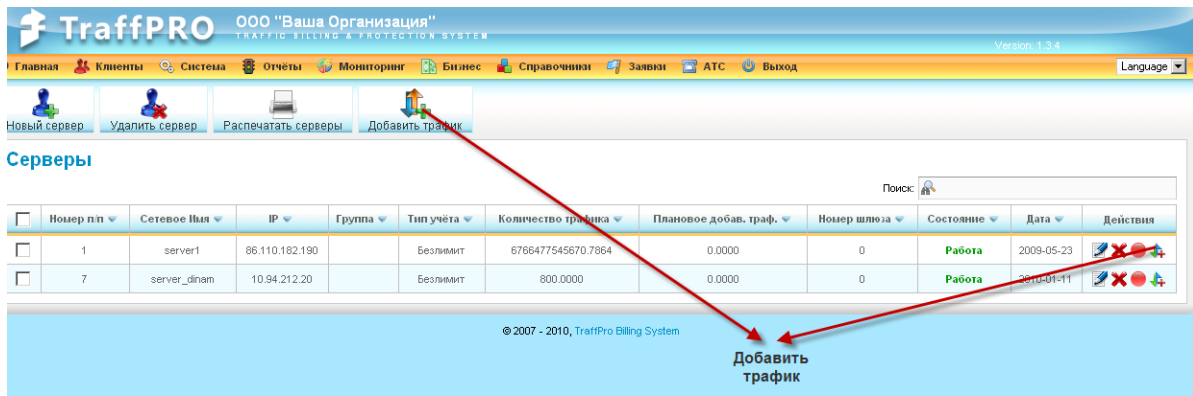 TraffPRO ООО "Ваша Организация"
TRAFFIC BILLING & PROTECTION SYSTEM
Version: 1.3.4
Главная Клиенты Система Отчёты Мониторинг Бизнес Справочники Заявки АТС Выход Language
Новый сервер Удалить сервер Распечатать серверы Добавить трафик
Серверы
Поиск:
Номер п/п Сетевое Имя IP Группа Тип учёта Количество трафика Плановое добав. траф. Номер шлюза Состояние Дата Действия
1 server1 86.110.182.190 Безлимит 6766477545670.7864 0.0000 0 Работа 2009-05-23
7 server_dinam 10.94.212.20 Безлимит 800.0000 0.0000 0 Работа 2010-01-11
© 2007 - 2010, TraffPro Billing System
Добавить
трафик